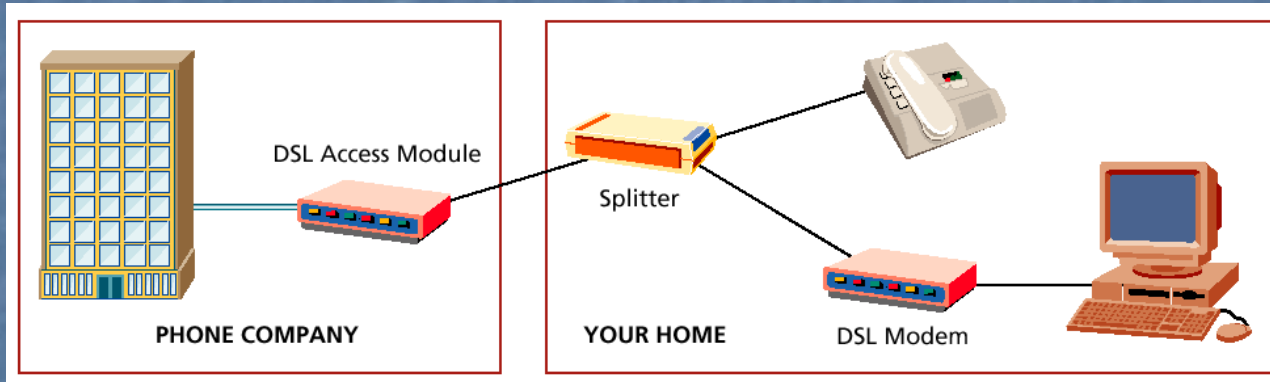 DSL Access Module
PHONE COMPANY
Splitter
YOUR HOME
DSL Modem